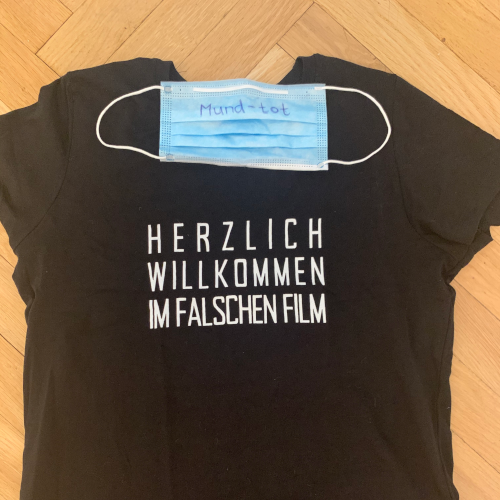 Mund-tot
HERZLICH
WILLKOMMEN
IM FALSCHEN FILM